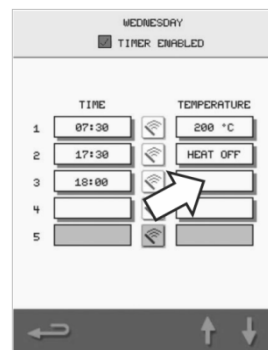 WEDNESDAY
TIMER ENABLED
TIME TEMPERATURE
1 07:30 200 °C
2 17:30 HEAT OFF
3 18:00
4
5